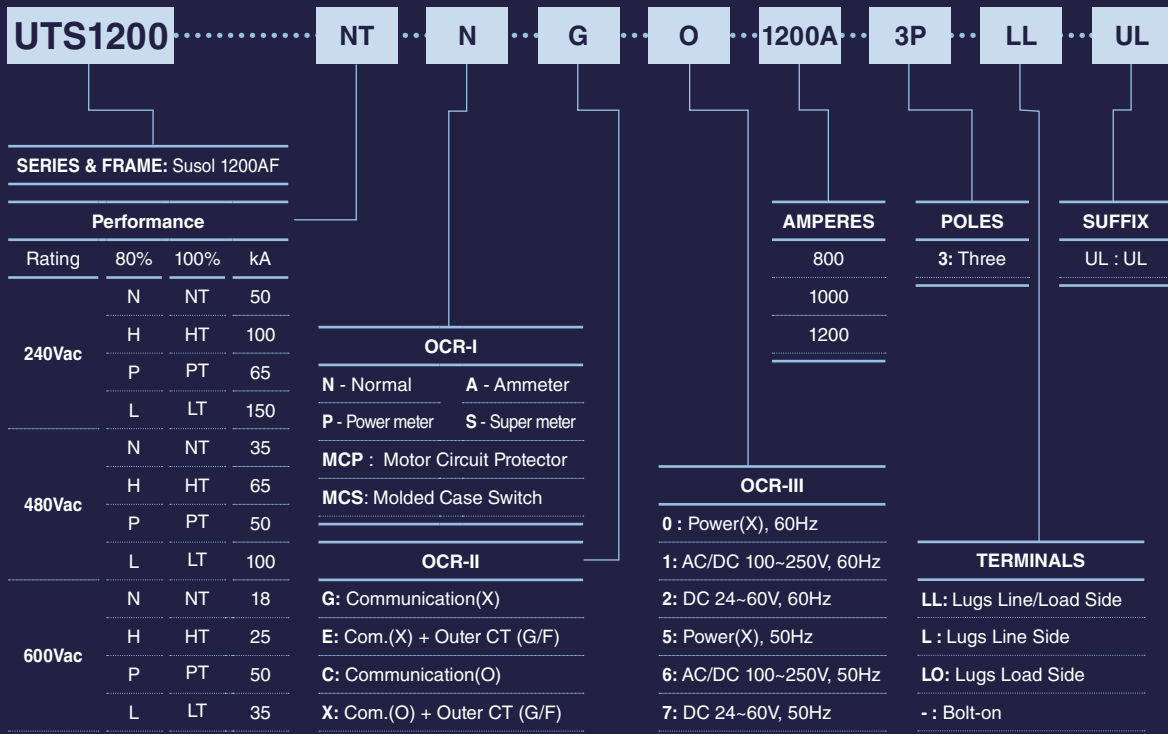 UTS1200 NT N G O 1200A 3P LL UL
SERIES & FRAME: Susol 1200AF
Performance
Rating 80% 100% kA
240Vac
N NT 50
H HT 100
P PT 65
L LT 150
480Vac
N NT 35
H HT 65
P PT 50
L LT 100
600Vac
N NT 18
H HT 25
P PT 50
L LT 35
OCR-I
N - Normal A - Ammeter
P - Power meter S - Super meter
MCP : Motor Circuit Protector
MCS: Molded Case Switch
OCR-II
G: Communication(X)
E: Com.(X) + Outer CT (G/F)
C: Communication(O)
X: Com.(O) + Outer CT (G/F)
OCR-III
0 : Power(X), 60Hz
1: AC/DC 100~250V, 60Hz
2: DC 24~60V, 60Hz
5: Power(X), 50Hz
6: AC/DC 100~250V, 50Hz
7: DC 24~60V, 50Hz
AMPERES
800
1000
1200
POLES
3: Three
TERMINALS
LL: Lugs Line/Load Side
L : Lugs Line Side
LO: Lugs Load Side
- : Bolt-on
SUFFIX
UL : UL